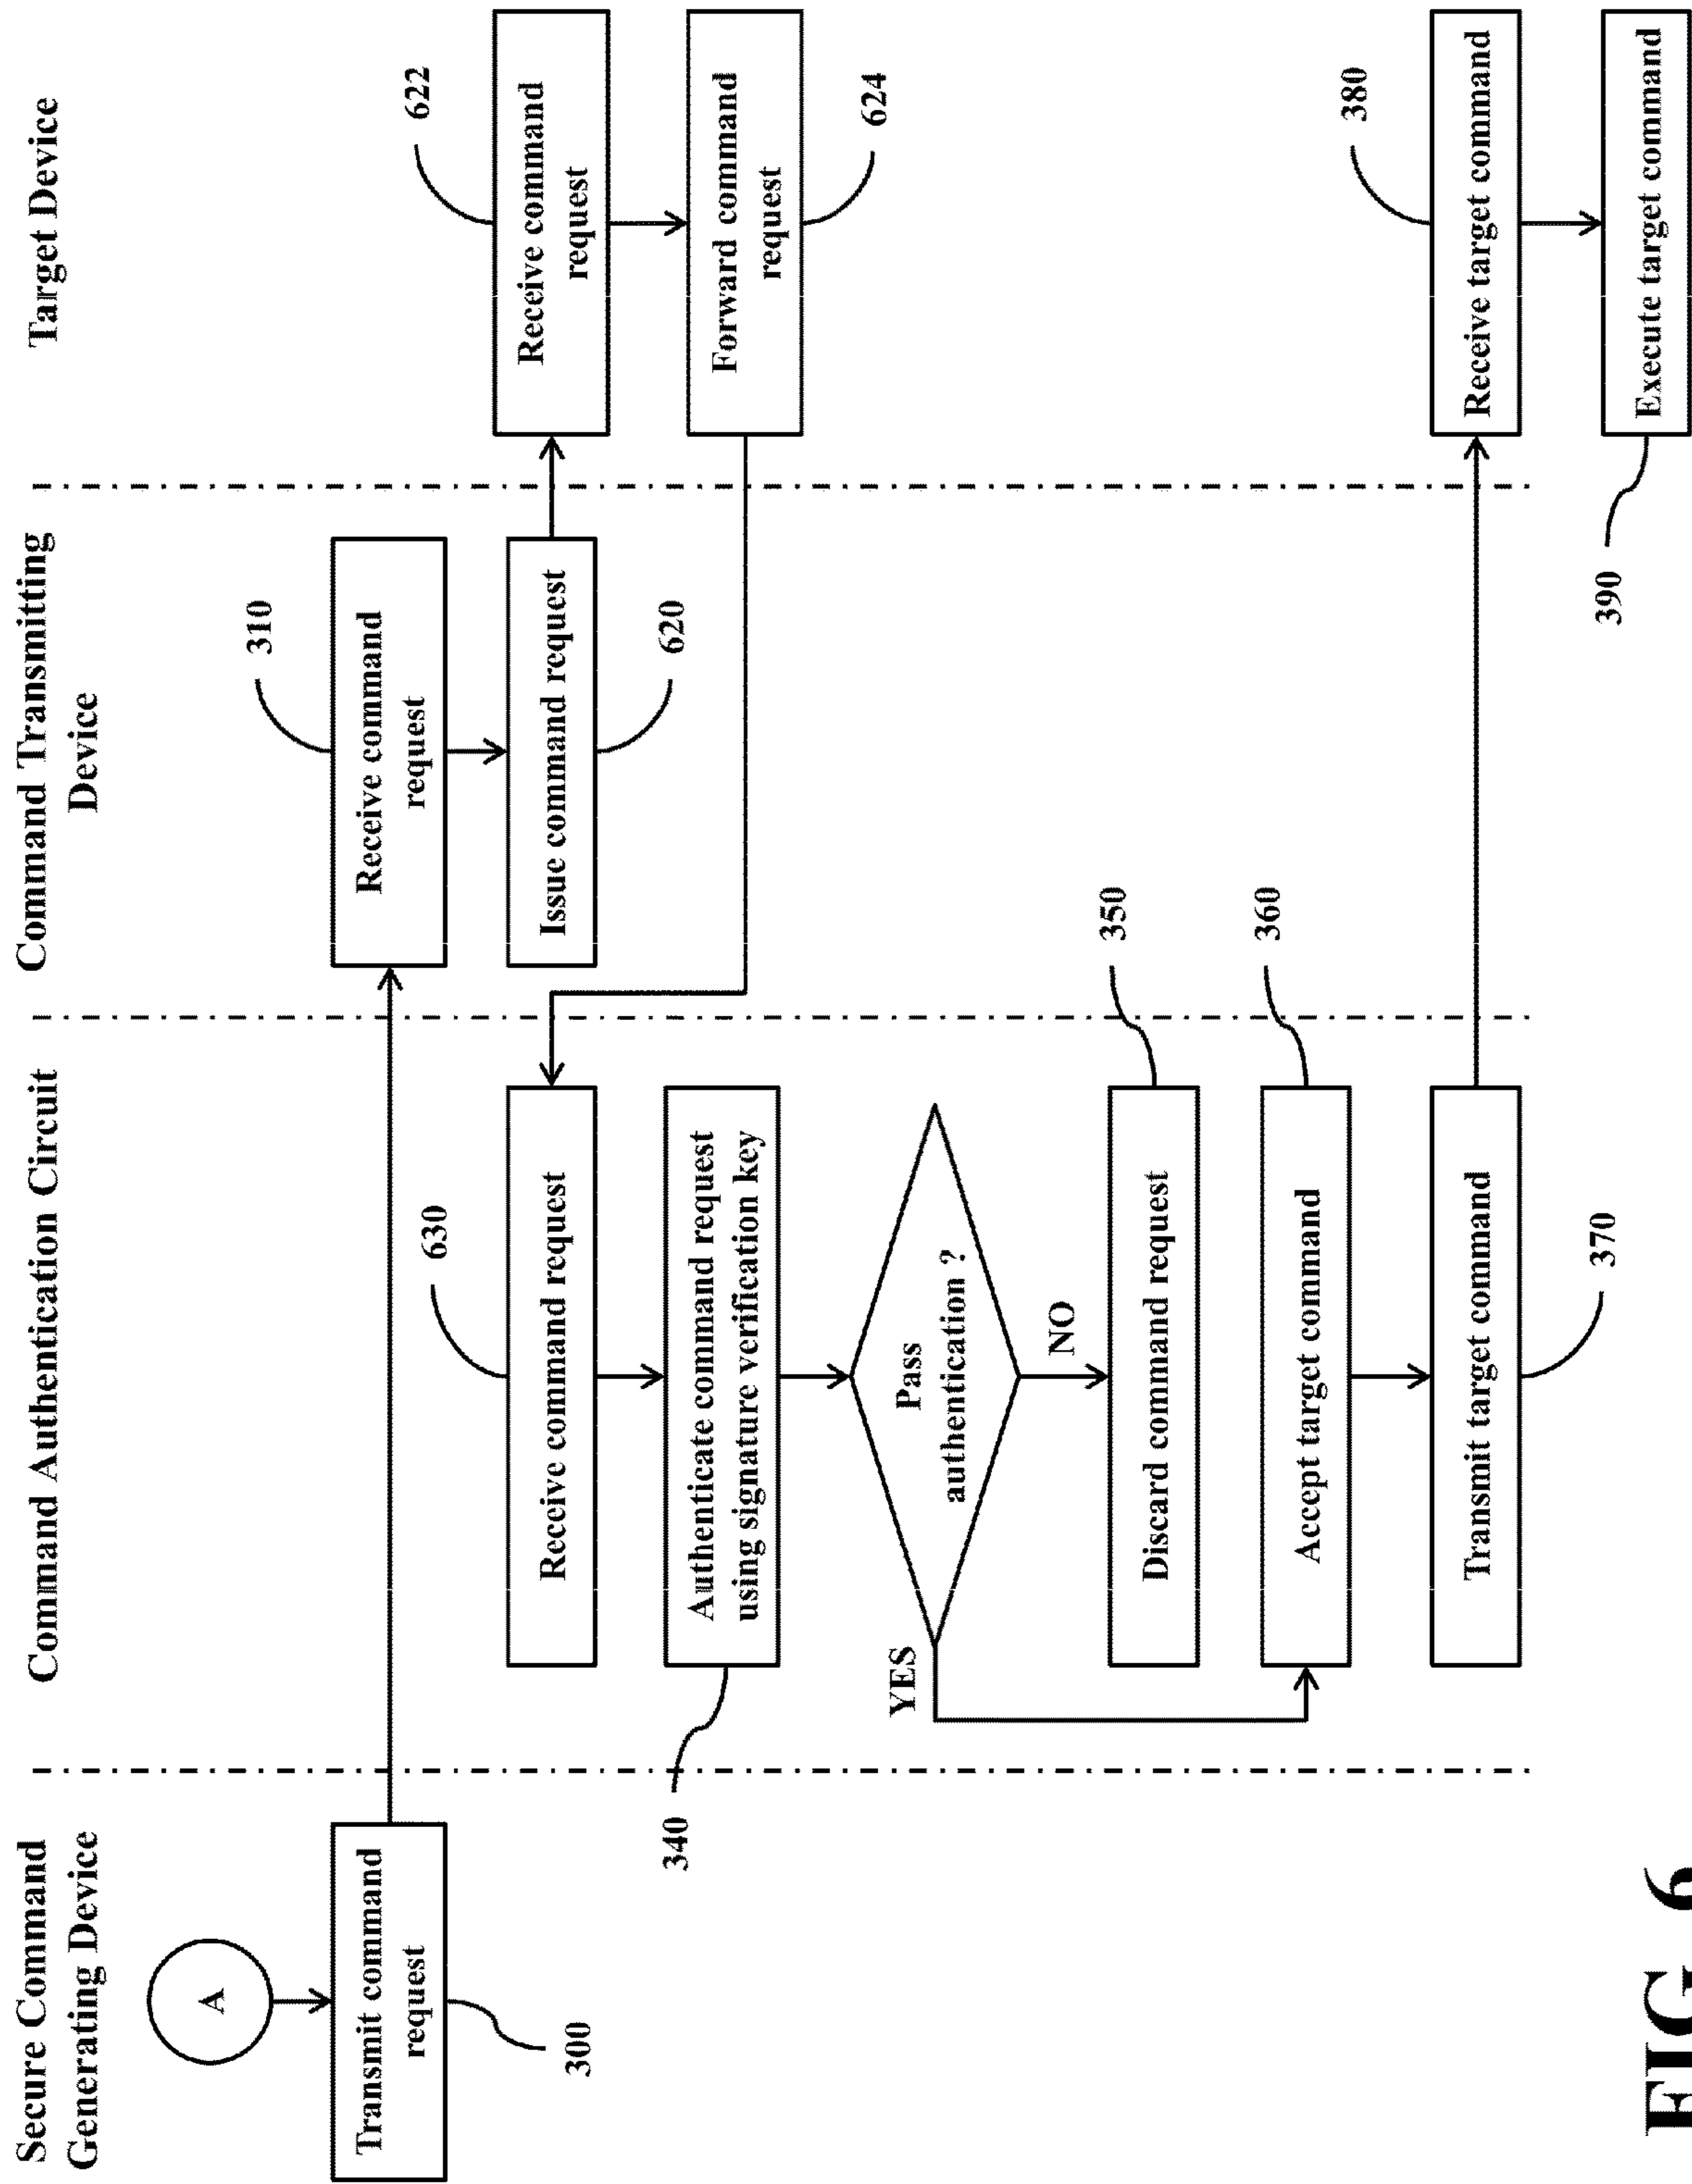 Secure Command
Generating Device
Command Authentication Circuit
Command Transmitting
Device
Target Device
A
Transmit command
request
300
Receive command
request
310
Issue command request
620
Receive command
request
622
Forward command
request
624
Receive command request
630
Authenticate command request
using signature verification key
340
Pass
authentication ?
YES
NO
Discard command request
350
Accept target command
360
Transmit target command
370
Receive target command
380
Execute target command
390
FIG. 6